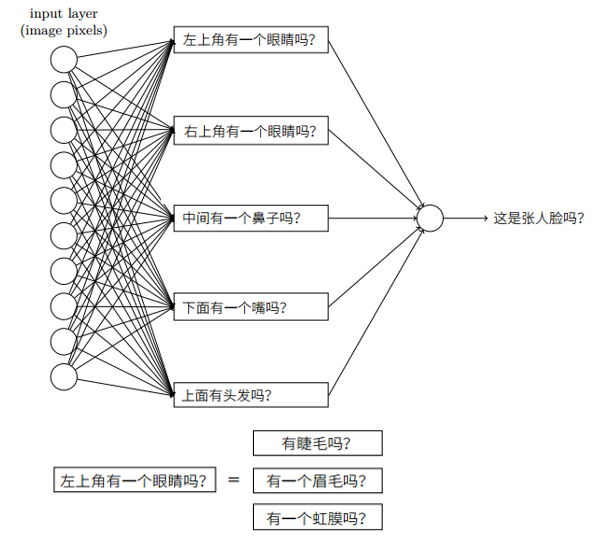 input layer
(image pixels)
左上角有一个眼睛吗?
右上角有一个眼睛吗?
中间有一个鼻子吗?
这是张人脸吗?
下面有一个嘴吗?
上面有头发吗?
有睫毛吗?
左上角有一个眼睛吗?
=
有一个眉毛吗?
有一个虹膜吗?